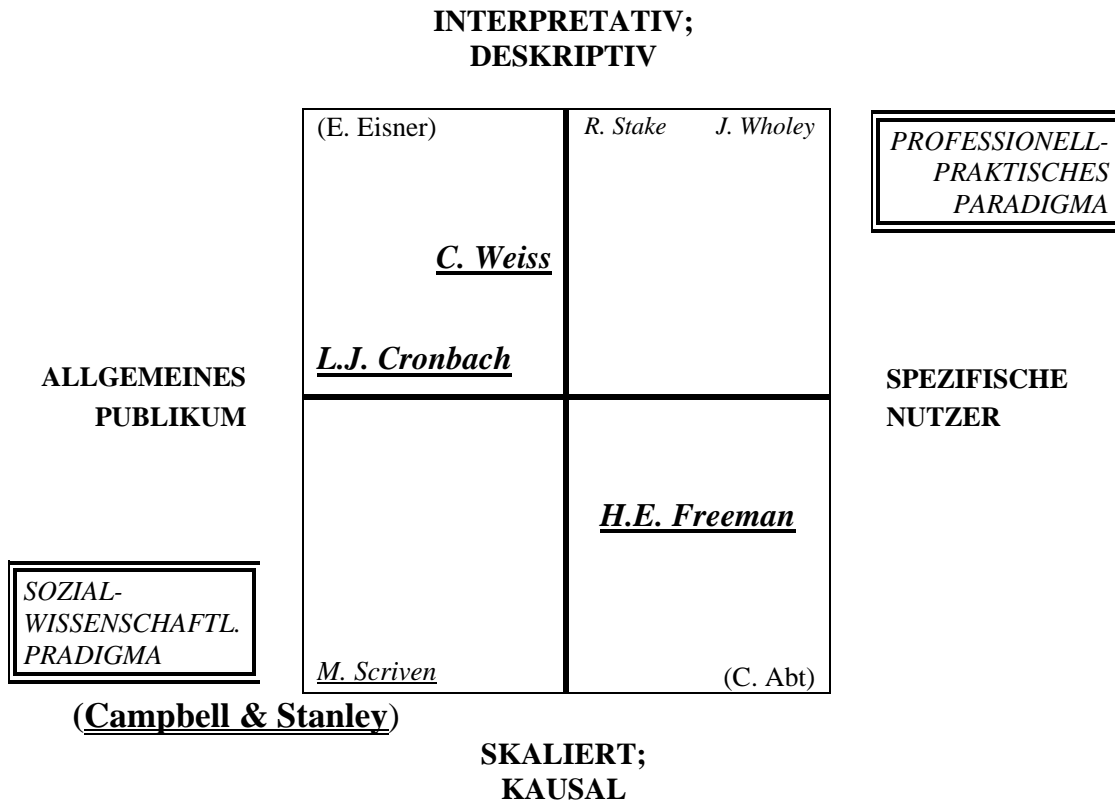 INTERPRETATIV;
DESKRIPTIV
(E. Eisner)
R. Stake J. Wholey
PROFESSIONELL-
PRAKTISCHES
PARADIGMA
C. Weiss
L.J. Cronbach
ALLGEMEINES
PUBLIKUM
SPEZIFISCHE
NUTZER
H.E. Freeman
SOZIAL-
WISSENSCHAFTL.
PRADIGMA
M. Scriven
(C. Abt)
(Campbell & Stanley)
SKALIERT;
KAUSAL